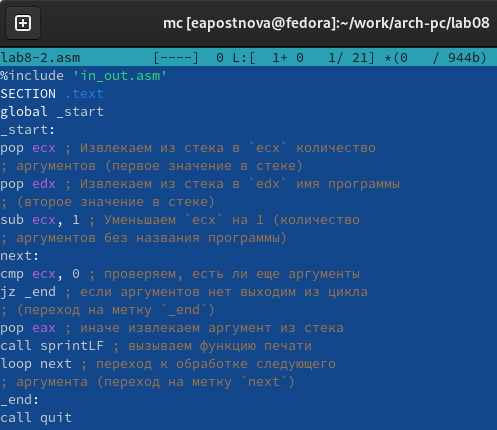 mc [eapostnova@fedora]:~/work/arch-pc/lab08
lab8-2.asm [----] 0 L:[ 1+ 0 1/ 21] *(0 / 944b)
%include 'in_out.asm'
SECTION .text
global _start
_start:
pop ecx ; Извлекаем из стека в `ecx` количество
; аргументов (первое значение в стеке)
pop edx ; Извлекаем из стека в `edx` имя программы
; (второе значение в стеке)
sub ecx, 1 ; Уменьшаем `ecx` на 1 (количество
; аргументов без названия программы)
next:
cmp ecx, 0 ; проверяем, есть ли еще аргументы
jz _end ; если аргументов нет выходим из цикла
; (переход на метку `_end`)
pop eax ; иначе извлекаем аргумент из стека
call sprintLF ; вызываем функцию печати
loop next ; переход к обработке следующего
; аргумента (переход на метку `next`)
_end:
call quit